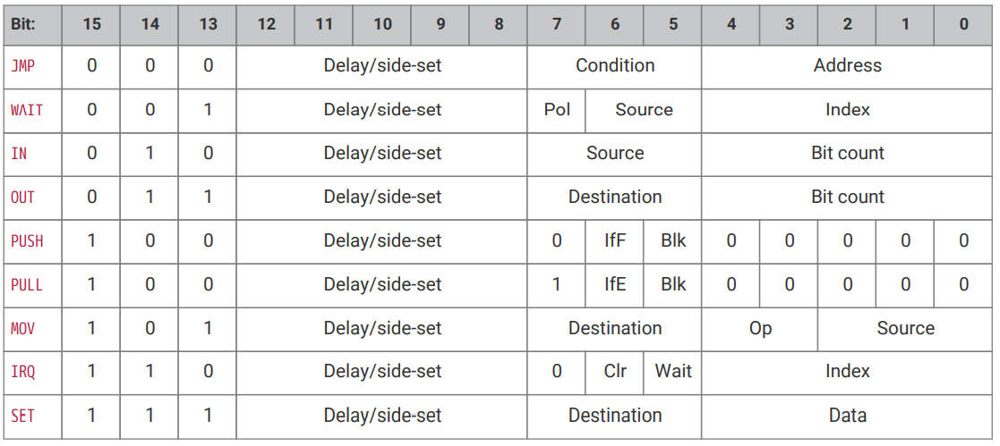 Bit: 15 14 13 12 11 10 9 8 7 6 5 4 3 2 1 0
JMP 0 0 0 Delay/side-set Condition Address
WAIT 0 0 1 Delay/side-set Pol Source Index
IN 0 1 0 Delay/side-set Source Bit count
OUT 0 1 1 Delay/side-set Destination Bit count
PUSH 1 0 0 Delay/side-set 0 IfF Blk 0 0 0 0 0
PULL 1 0 0 Delay/side-set 1 IfE Blk 0 0 0 0 0
MOV 1 0 1 Delay/side-set Destination Op Source
IRQ 1 1 0 Delay/side-set 0 Clr Wait Index
SET 1 1 1 Delay/side-set Destination Data